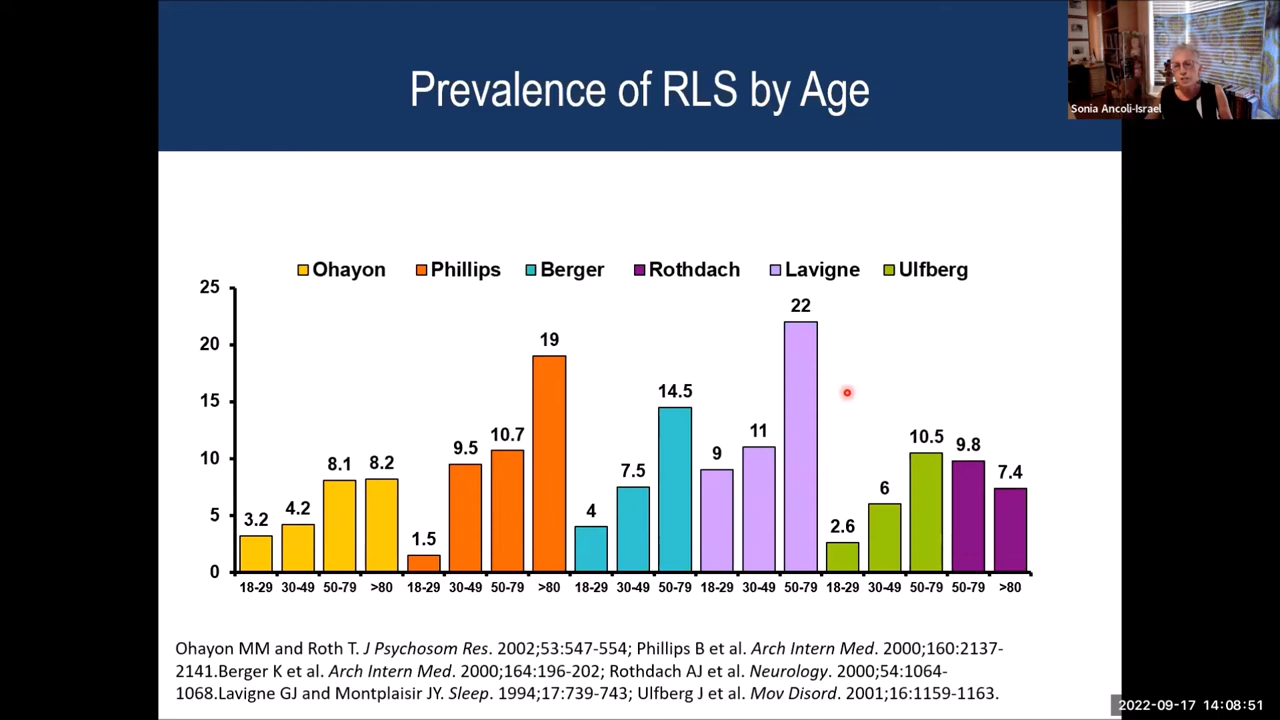 Prevalence of RLS by Age
Sonia Ancoli-Israel
Ohayon Phillips Berger Rothdach Lavigne Ulfberg
25
20
15
10
5
0
3.2 4.2 8.1 8.2 1.5 9.5 10.7 19 4 7.5 14.5 9 11 22 2.6 6 10.5 9.8 7.4
18-29 30-49 50-79 >80 18-29 30-49 50-79 >80 18-29 30-49 50-79 18-29 30-49 50-79 18-29 30-49 50-79 50-79 >80
Ohayon MM and Roth T. J Psychosom Res. 2002;53:547-554; Phillips B et al. Arch Intern Med. 2000;160:2137-
2141.Berger K et al. Arch Intern Med. 2000;164:196-202; Rothdach AJ et al. Neurology. 2000;54:1064-
1068.Lavigne GJ and Montplaisir JY. Sleep. 1994;17:739-743; Ulfberg J et al. Mov Disord. 2001;16:1159-1163.
2022-09-17 14:08:51